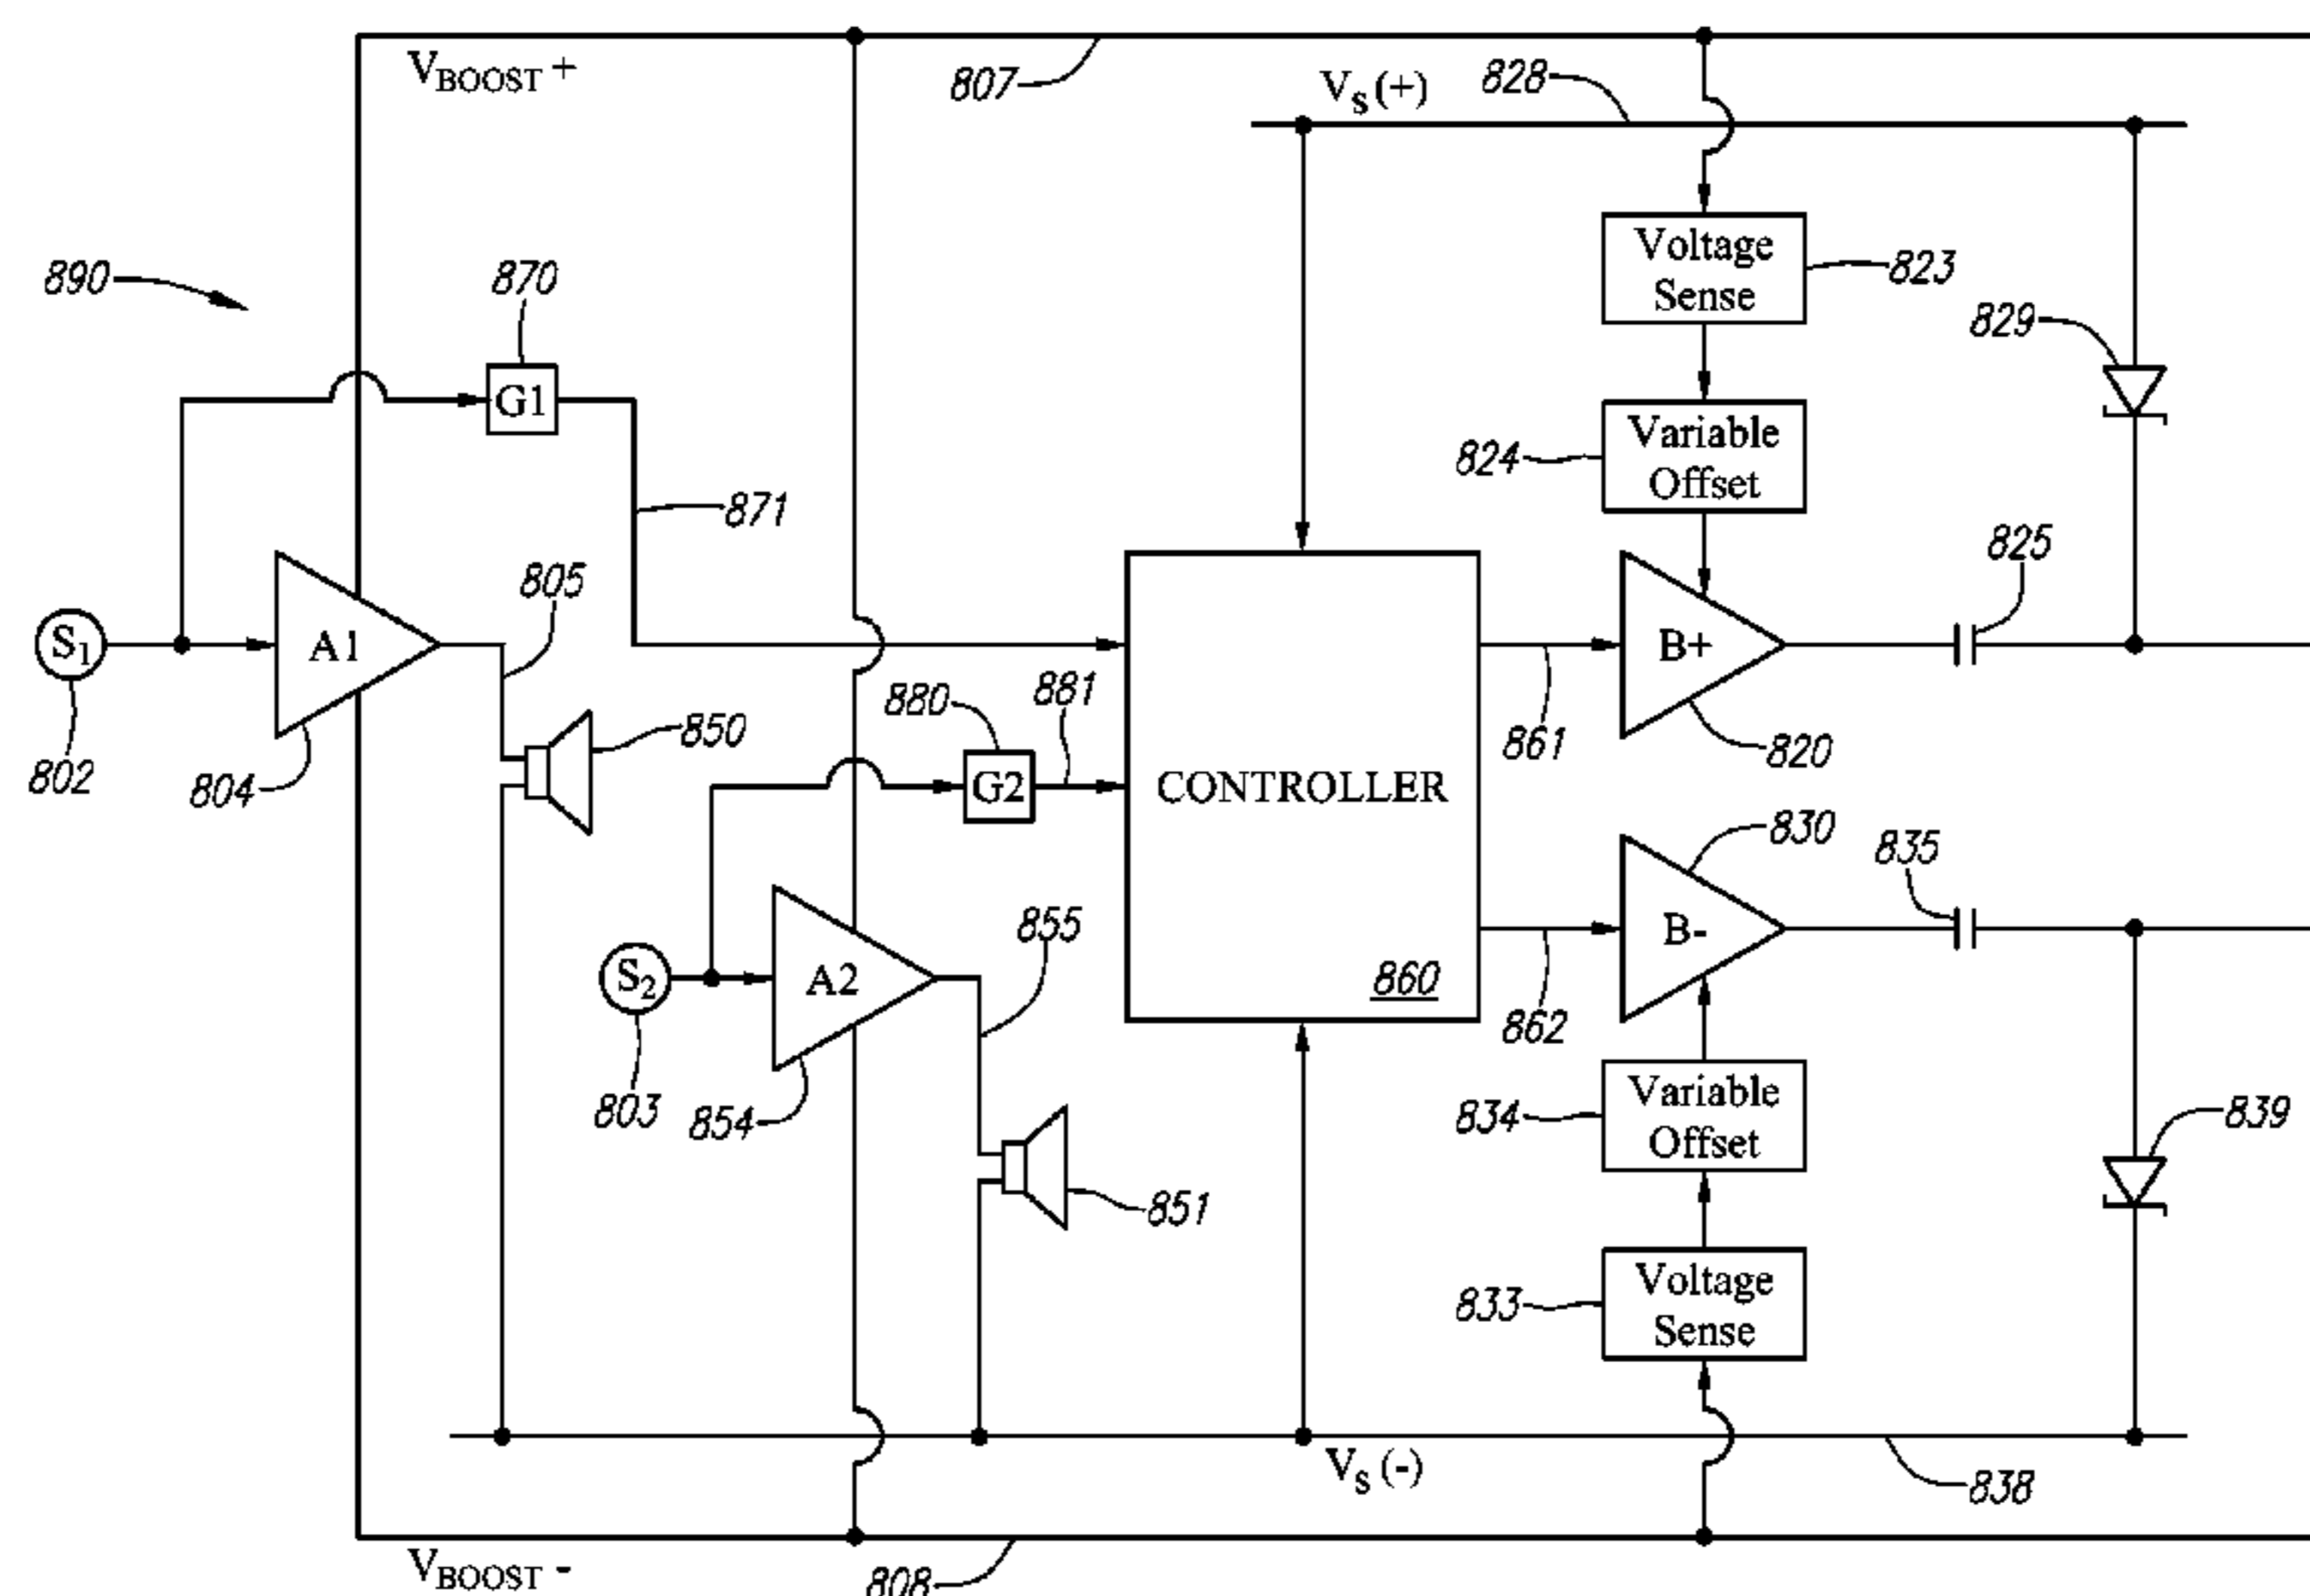 V_BOOST +
807
V_S (+)
828
Voltage
Sense
823
890
870
G1
829
Variable
Offset
824
871
805
825
S1
A1
B+
802
804
850
880
881
861
820
G2
CONTROLLER
830
835
855
B-
S2
A2
860
862
803
854
Variable
Offset
834
839
851
Voltage
Sense
833
V_S (-)
838
V_BOOST -
808